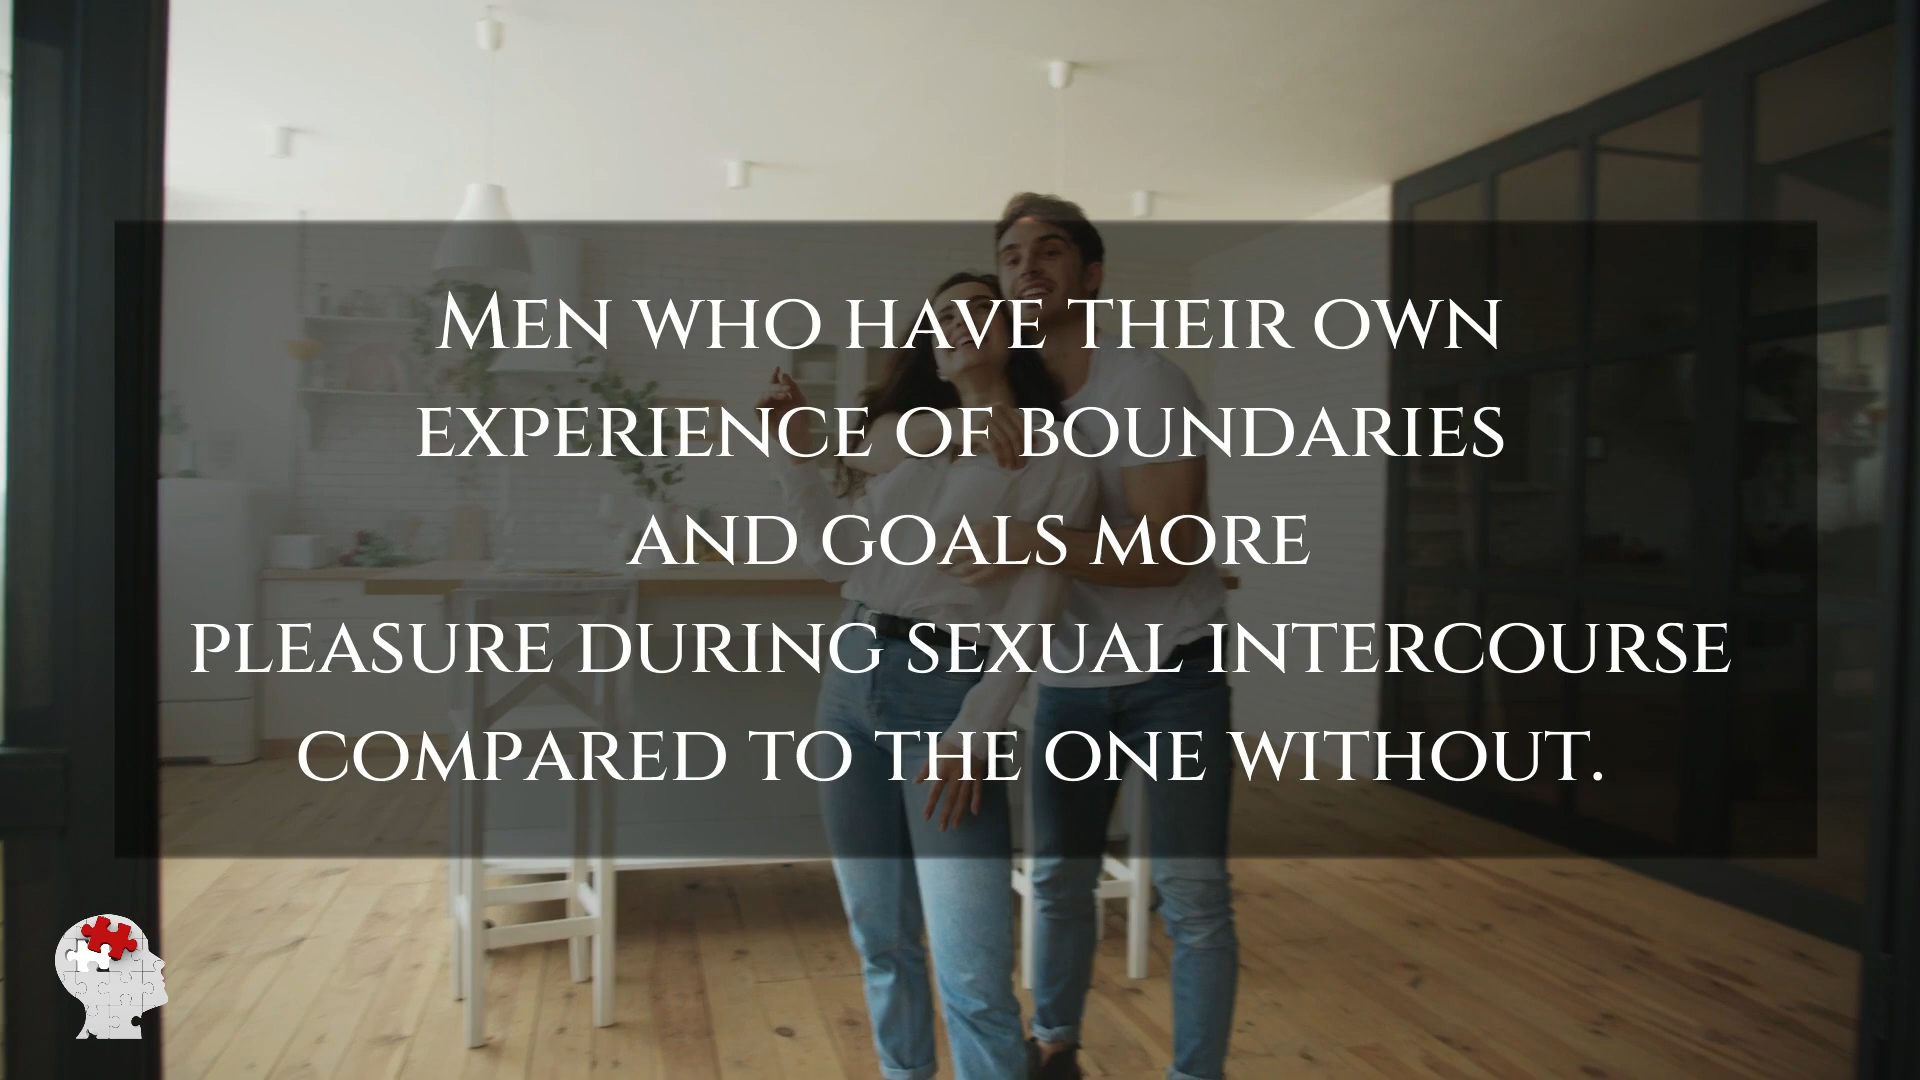 Men who have their own
experience of boundaries
and goals more
pleasure during sexual intercourse
compared to the one without.